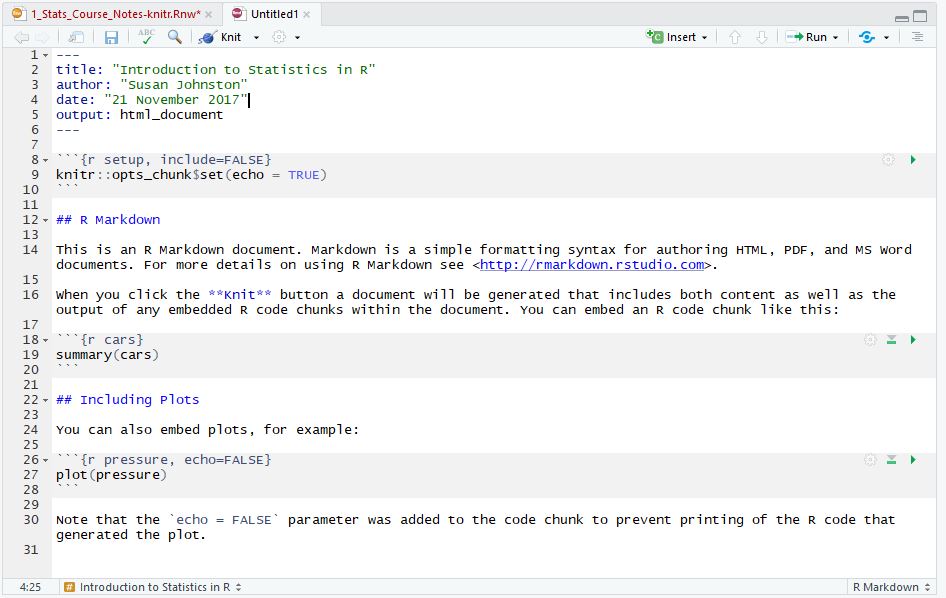 1_Stats_Course_Notes-knitr.Rnw* × Untitled1 ×
ABC Knit Insert Run
1 ---
2 title: "Introduction to Statistics in R"
3 author: "Susan Johnston"
4 date: "21 November 2017"
5 output: html_document
6 ---
7
8 ```{r setup, include=FALSE}
9 knitr::opts_chunk$set(echo = TRUE)
10 ```
11
12 ## R Markdown
13
14 This is an R Markdown document. Markdown is a simple formatting syntax for authoring HTML, PDF, and MS Word
documents. For more details on using R Markdown see <http://rmarkdown.rstudio.com>.
15
16 When you click the **Knit** button a document will be generated that includes both content as well as the
output of any embedded R code chunks within the document. You can embed an R code chunk like this:
17
18 ```{r cars}
19 summary(cars)
20 ```
21
22 ## Including Plots
23
24 You can also embed plots, for example:
25
26 ```{r pressure, echo=FALSE}
27 plot(pressure)
28 ```
29
30 Note that the `echo = FALSE` parameter was added to the code chunk to prevent printing of the R code that
generated the plot.
31
4:25 # Introduction to Statistics in R R Markdown